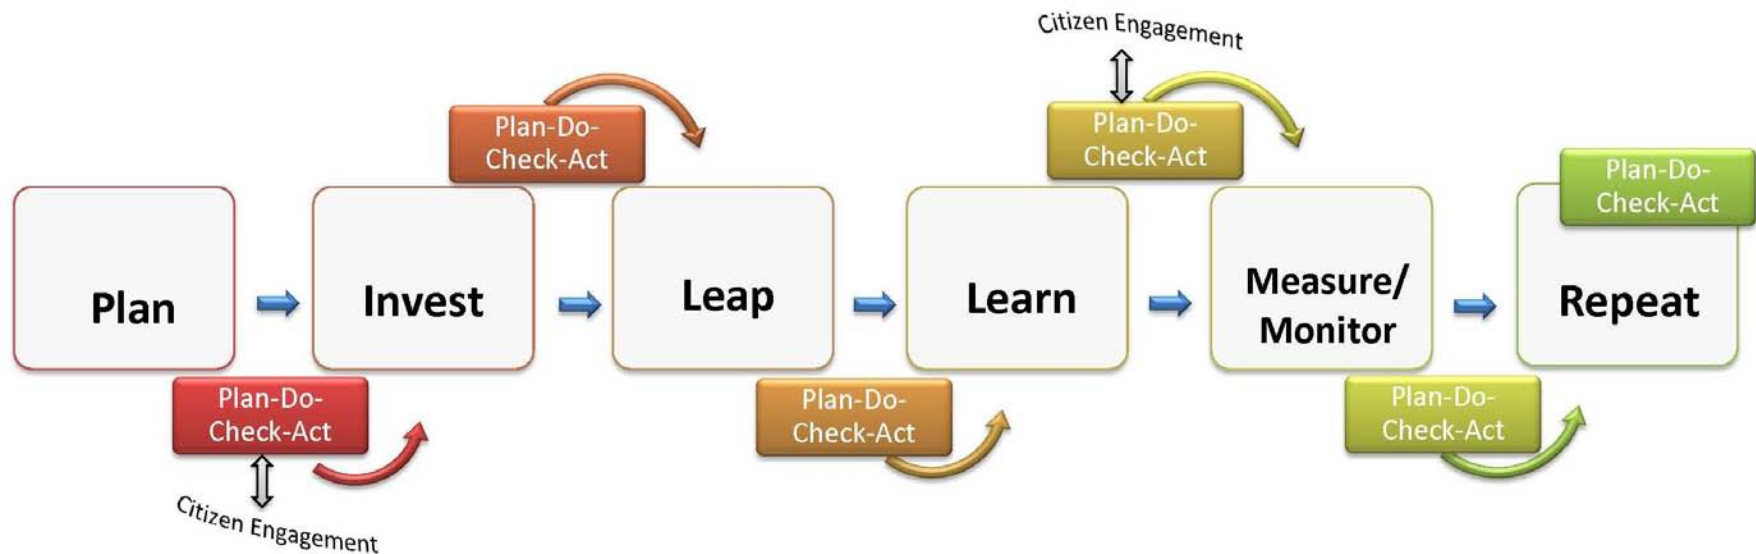 Citizen Engagement
Plan-Do-
Check-Act
Plan-Do-
Check-Act
Plan-Do-
Check-Act
Plan
Invest
Leap
Learn
Measure/
Monitor
Repeat
Plan-Do-
Check-Act
Plan-Do-
Check-Act
Plan-Do-
Check-Act
Citizen Engagement